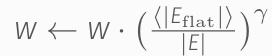 W ← W · (⟨|E_flat|⟩ / |E|)^γ